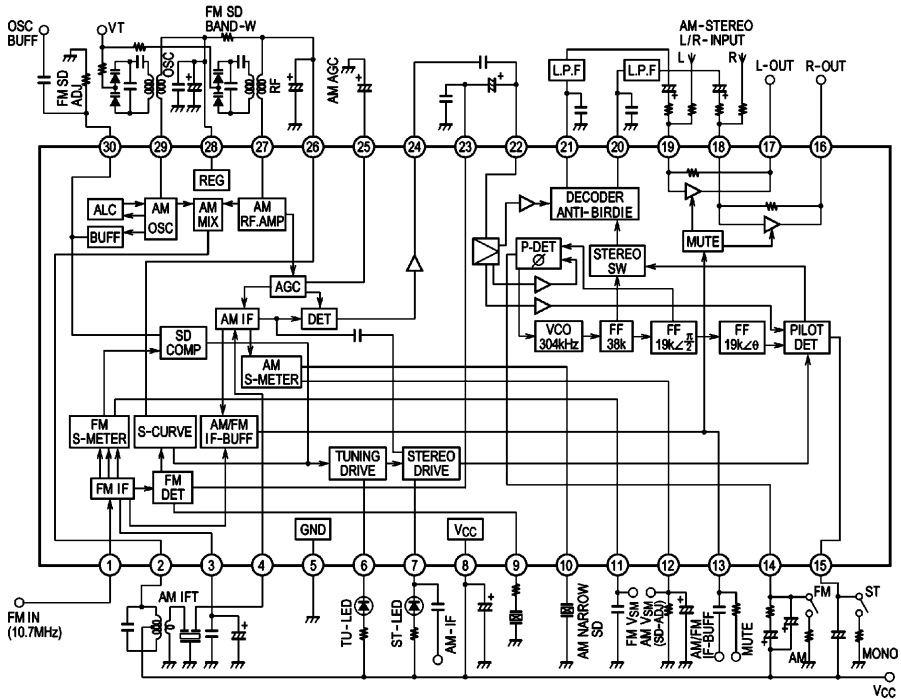 OSC
BUFF
VT
FM SD
BAND-W
AM-STEREO
L/R-INPUT
L
R
L-OUT
R-OUT
FM SD
ADJ
OSC
RF
AM AGC
L.P.F
L.P.F
30
29
28
27
26
25
24
23
22
21
20
19
18
17
16
REG
ALC
AM
OSC
AM
MIX
AM
RF.AMP
BUFF
DECODER
ANTI-BIRDIE
MUTE
P-DET
Ø
STEREO
SW
AGC
AM IF
DET
SD
COMP
VCO
304kHz
FF
38k
FF
19k∠π/2
FF
19k∠θ
PILOT
DET
AM
S-METER
FM
S-METER
S-CURVE
AM/FM
IF-BUFF
TUNING
DRIVE
STEREO
DRIVE
FM IF
FM
DET
GND
VCC
1
2
3
4
5
6
7
8
9
10
11
12
13
14
15
FM IN
(10.7MHz)
AM IFT
TU-LED
ST-LED
AM-IF
AM NARROW
SD
FM VSM
AM VSM
(SD-ADJ)
AM/FM
IF-BUFF
MUTE
FM
AM
ST
MONO
VCC